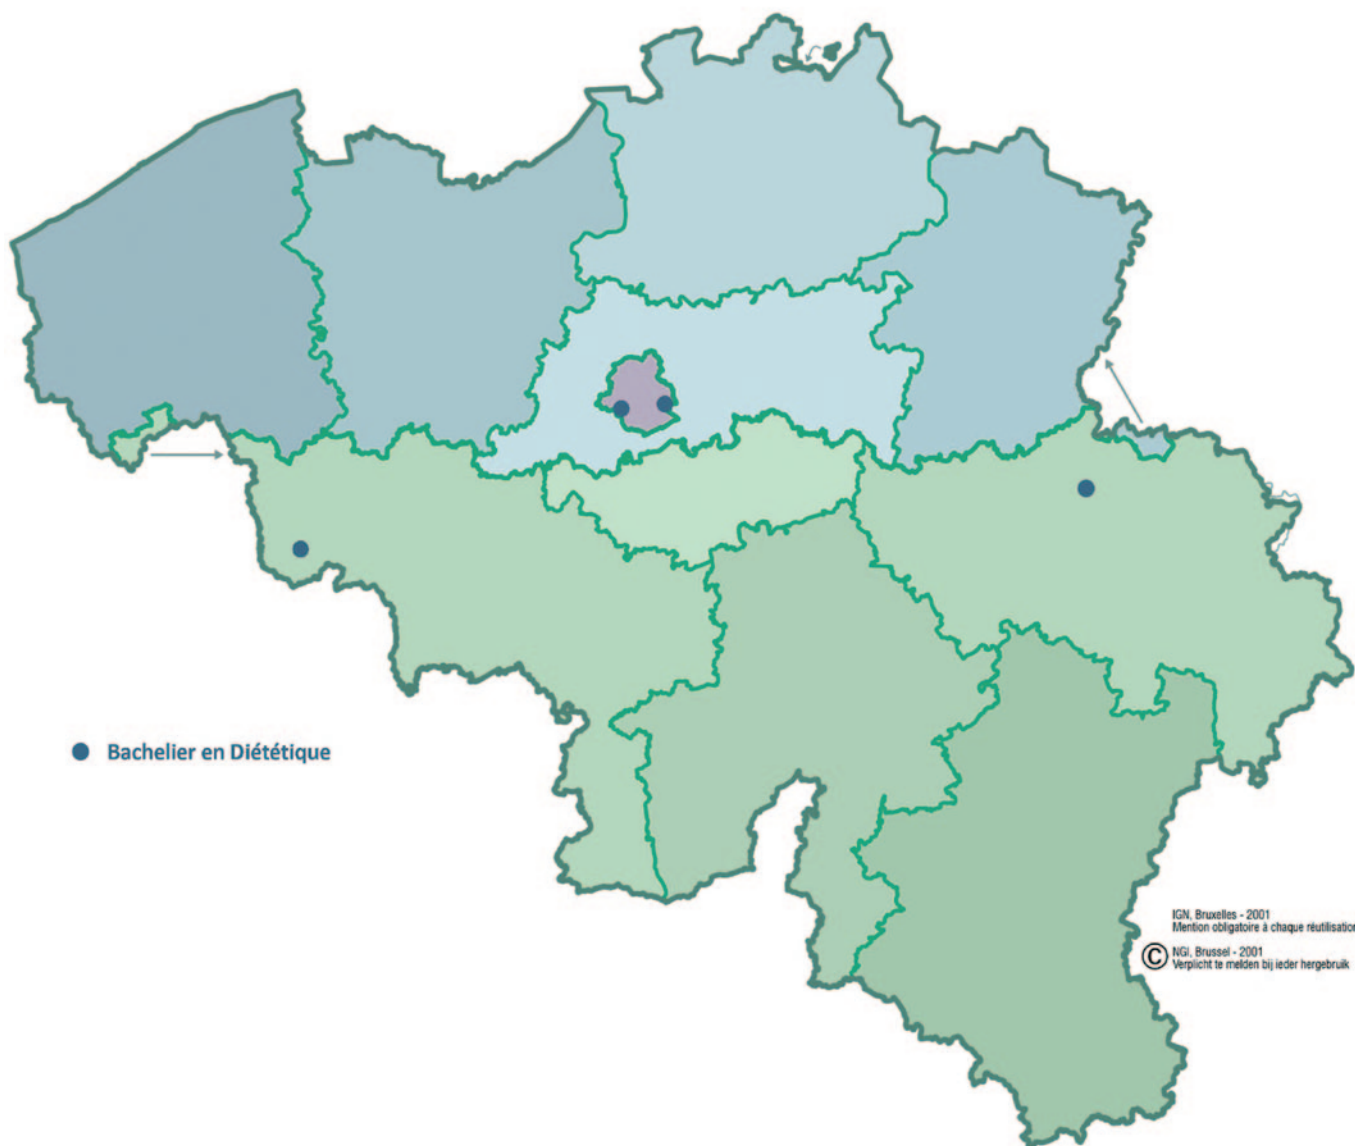 Bachelier en Diététique
IGN, Bruxelles - 2001
Mention obligatoire à chaque réutilisation
© NGI, Brussel - 2001
Verplicht te melden bij ieder hergebruik